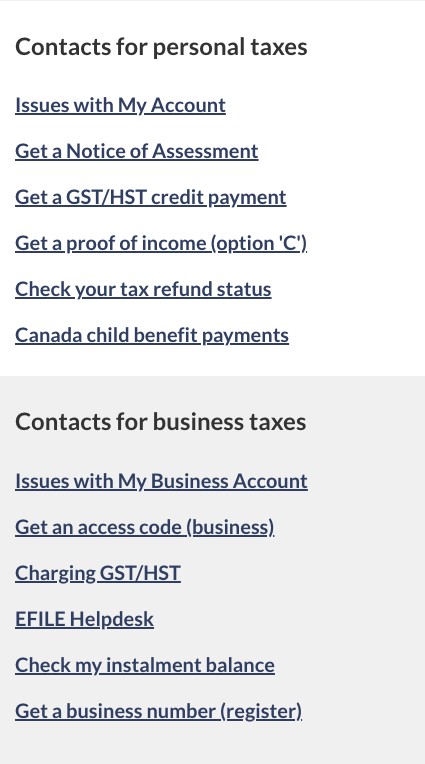 Contacts for personal taxes
Issues with My Account
Get a Notice of Assessment
Get a GST/HST credit payment
Get a proof of income (option 'C')
Check your tax refund status
Canada child benefit payments
Contacts for business taxes
Issues with My Business Account
Get an access code (business)
Charging GST/HST
EFILE Helpdesk
Check my instalment balance
Get a business number (register)